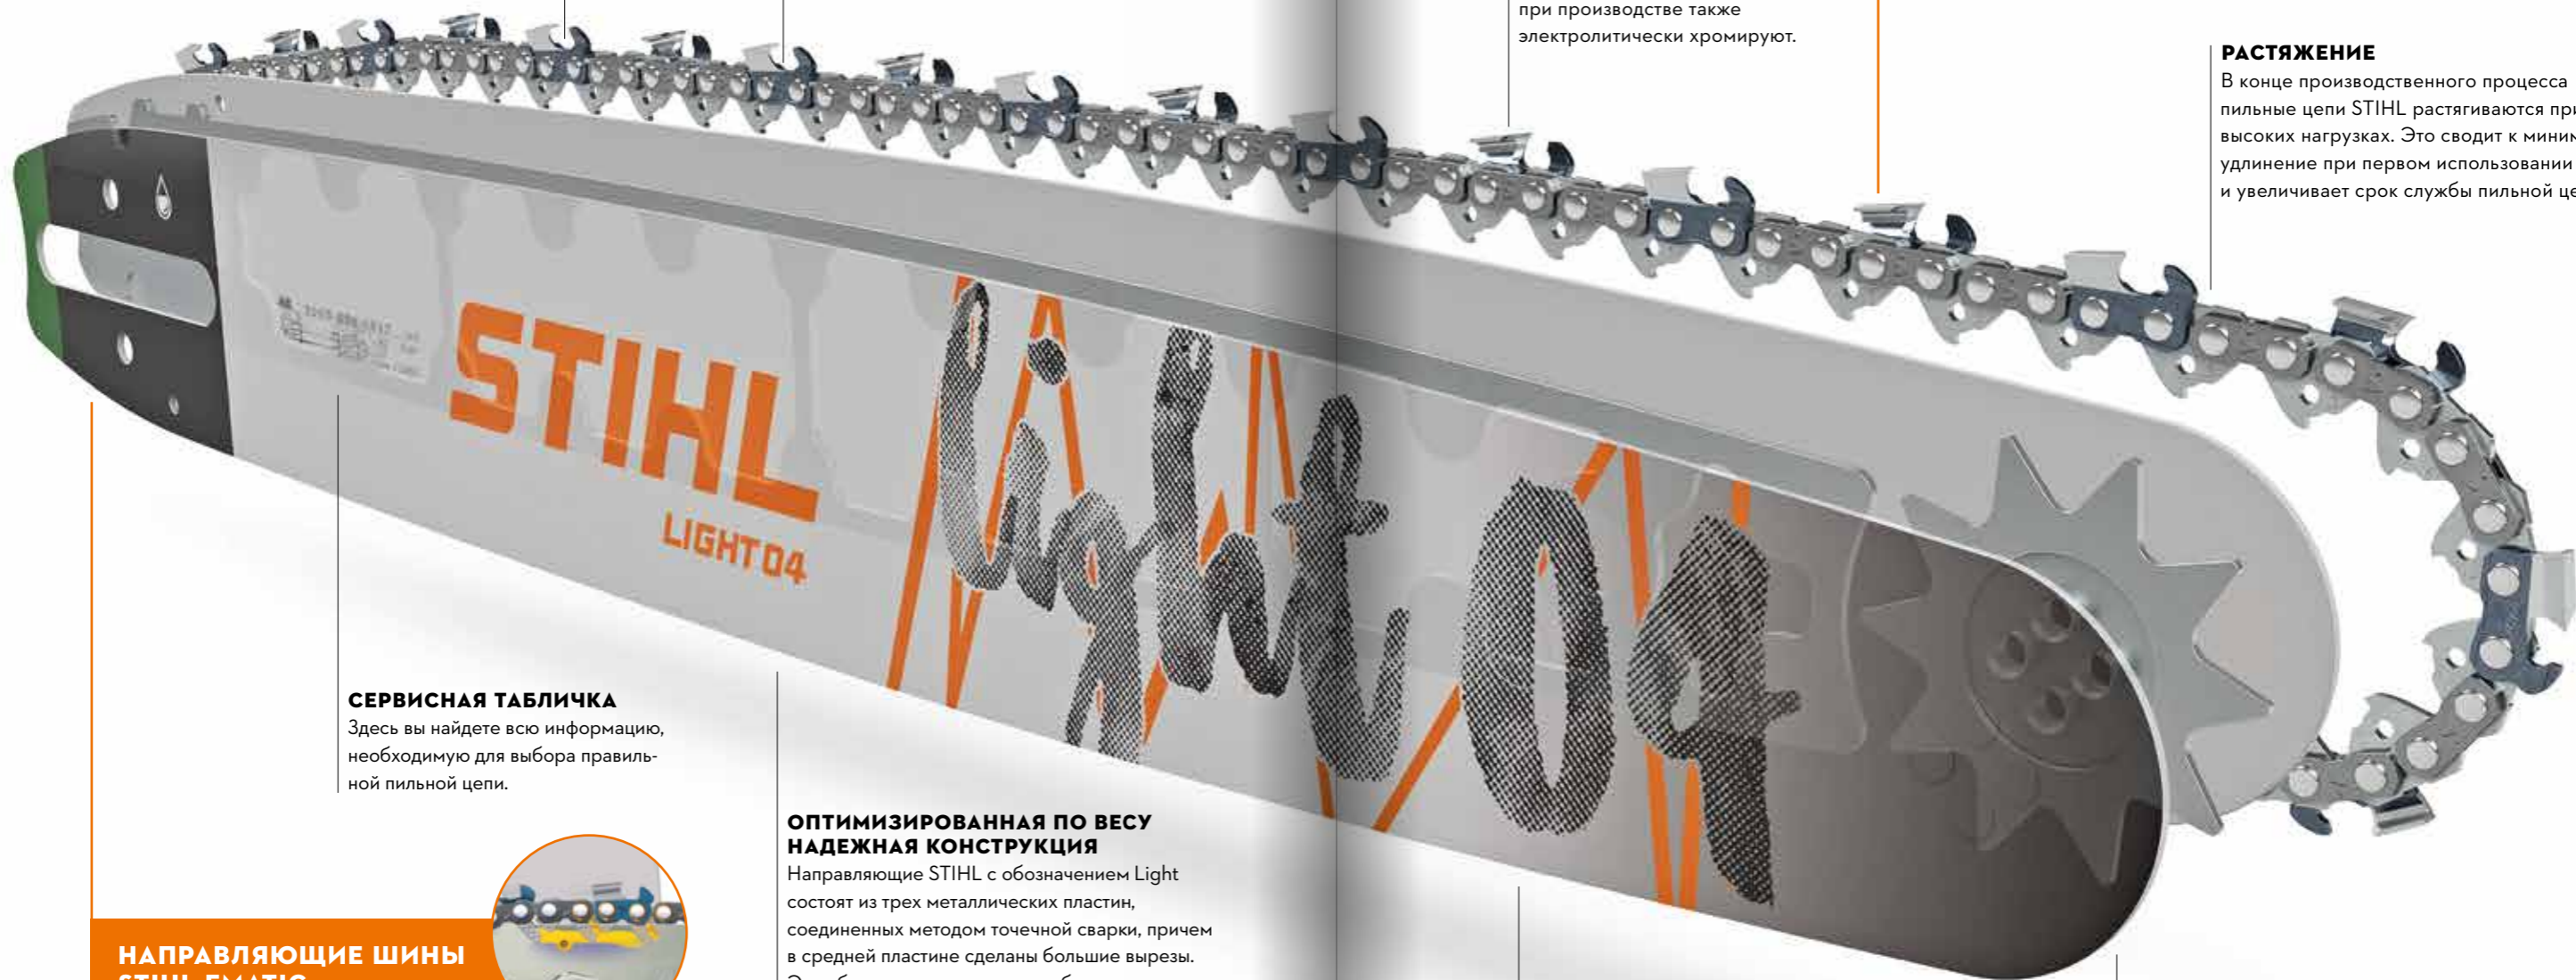 при производстве также
электролитически хромируют.
РАСТЯЖЕНИЕ
В конце производственного процесса
пильные цепи STIHL растягиваются
высоких нагрузках. Это сводит к
удлинение при первом использовании
и увеличивает срок службы пильной
STIHL
LIGHT 04
Light 04
СЕРВИСНАЯ ТАБЛИЧКА
Здесь вы найдете всю информацию,
необходимую для выбора правиль-
ной пильной цепи.
ОПТИМИЗИРОВАННАЯ ПО ВЕСУ
НАДЕЖНАЯ КОНСТРУКЦИЯ
Направляющие STIHL с обозначением Light
состоят из трех металлических пластин,
соединенных методом точечной сварки, причем
в средней пластине сделаны большие вырезы.
НАПРАВЛЯЮЩИЕ ШИНЫ
STIHL EMATIC